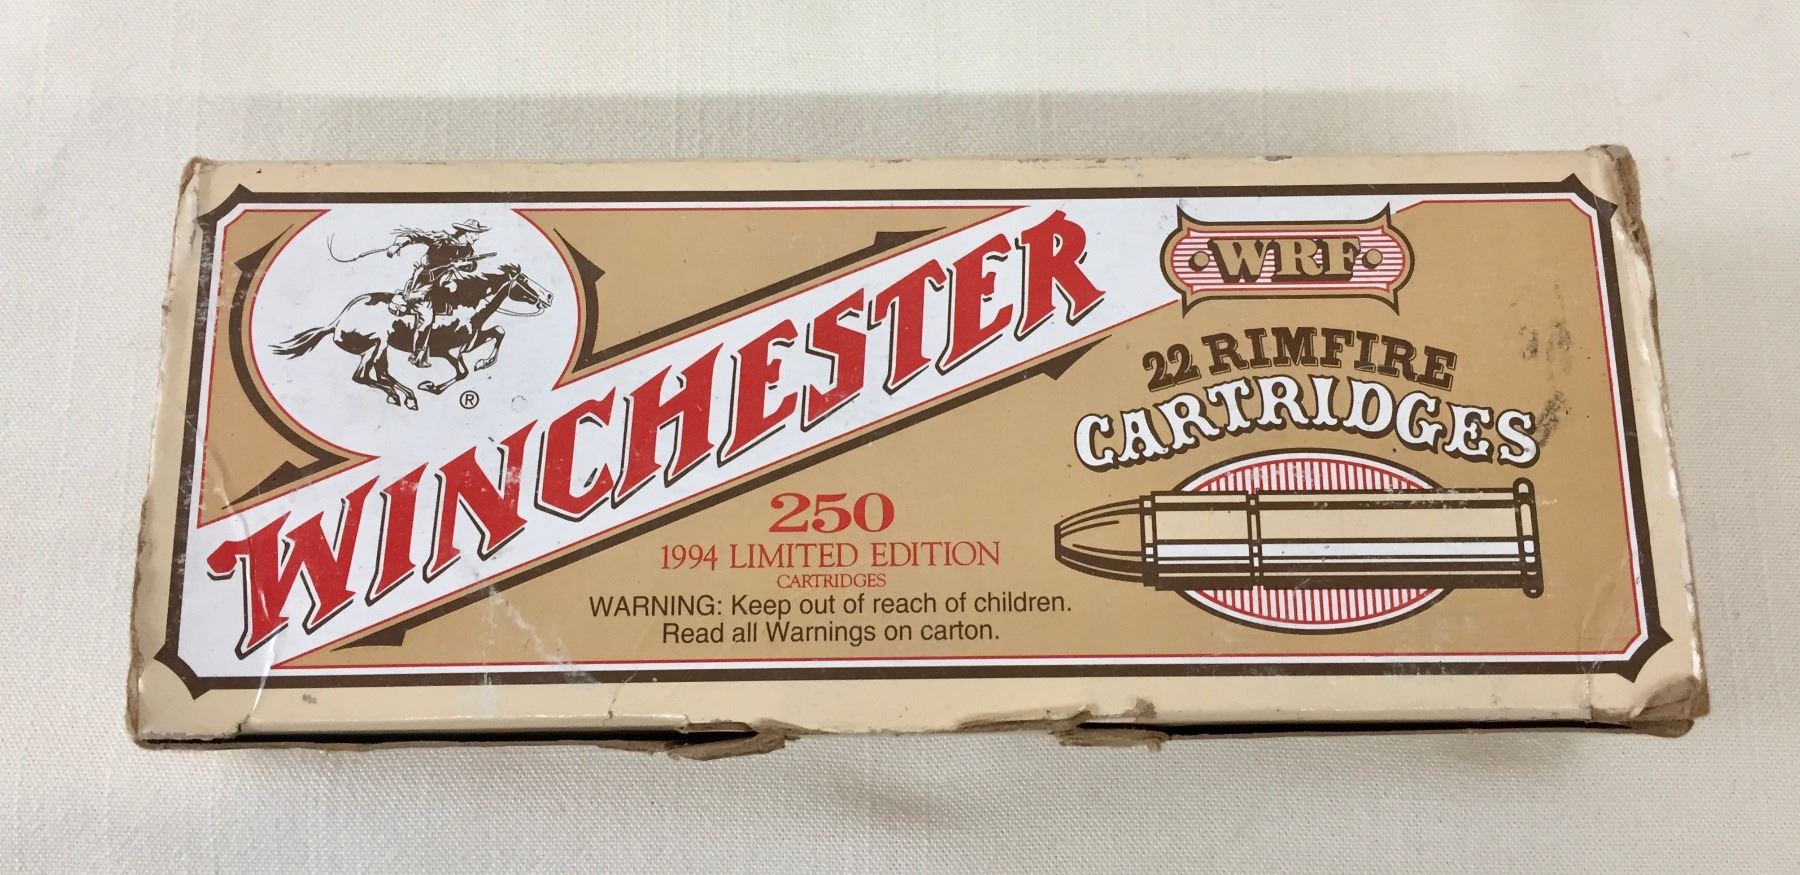 WINCHESTER
®
WRF
22 RIMFIRE
CARTRIDGES
250
1994 LIMITED EDITION
CARTRIDGES
WARNING: Keep out of reach of children.
Read all Warnings on carton.